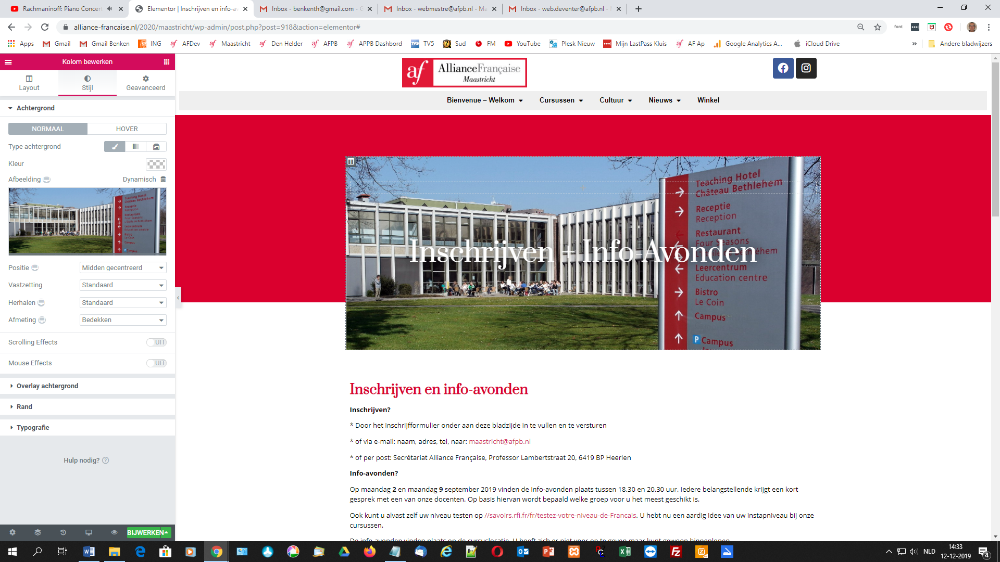 Rachmaninoff: Piano Concert
Elementor | Inschrijven en info-av
Inbox - benkenth@gmail.com - G
Inbox - webmestre@afpb.nl - Ma
Inbox - web.deventer@afpb.nl -
alliance-francaise.nl/2020/maastricht/wp-admin/post.php?post=918&action=elementor#
font
Apps
Gmail
Gmail Benken
ING
AFDev
Maastricht
Den Helder
AFPB
APPB Dashbord
TV5
Sud
FM
YouTube
Plesk Nieuw
Mijn LastPass Kluis
AF Ap
Google Analytics A...
iCloud Drive
»
Andere bladwijzers
Kolom bewerken
Layout
Stijl
Geavanceerd
Achtergrond
NORMAAL
HOVER
Type achtergrond
Kleur
Afbeelding
Dynamisch
Positie
Midden gecentreerd
Vastzetting
Standaard
Herhalen
Standaard
Afmeting
Bedekken
Scrolling Effects
UIT
Mouse Effects
UIT
Overlay achtergrond
Rand
Typografie
Hulp nodig?
BIJWERKEN
af AllianceFrançaise
Maastricht
Bienvenue – Welkom
Cursussen
Cultuur
Nieuws
Winkel
Teaching Hotel
Château Bethlehem
Receptie
Reception
Restaurant
Four Seasons
Bethlehem
Leercentrum
Education centre
Bistro
Le Coin
Campus
P Campus
Inschrijven + Info-Avonden
Inschrijven en info-avonden
Inschrijven?
* Door het inschrijfformulier onder aan deze bladzijde in te vullen en te versturen
* of via e-mail: naam, adres, tel, naar: maastricht@afpb.nl
* of per post: Secrétariat Alliance Française, Professor Lambertstraat 20, 6419 BP Heerlen
Info-avonden?
Op maandag 2 en maandag 9 september 2019 vinden de info-avonden plaats tussen 18.30 en 20.30 uur. Iedere belangstellende krijgt een kort
gesprek met een van onze docenten. Op basis hiervan wordt bepaald welke groep voor u het meest geschikt is.
Ook kunt u alvast zelf uw niveau testen op //savoirs.rfi.fr/fr/testez-votre-niveau-de-Francais. U hebt nu een aardig idee van uw instapniveau bij onze
cursussen.
De info-avonden vinden plaats op de cursuslocatie. U hoeft zich er niet voor op te geven maar kunt gewoon binnenlopen.
NLD
14:33
12-12-2019
4